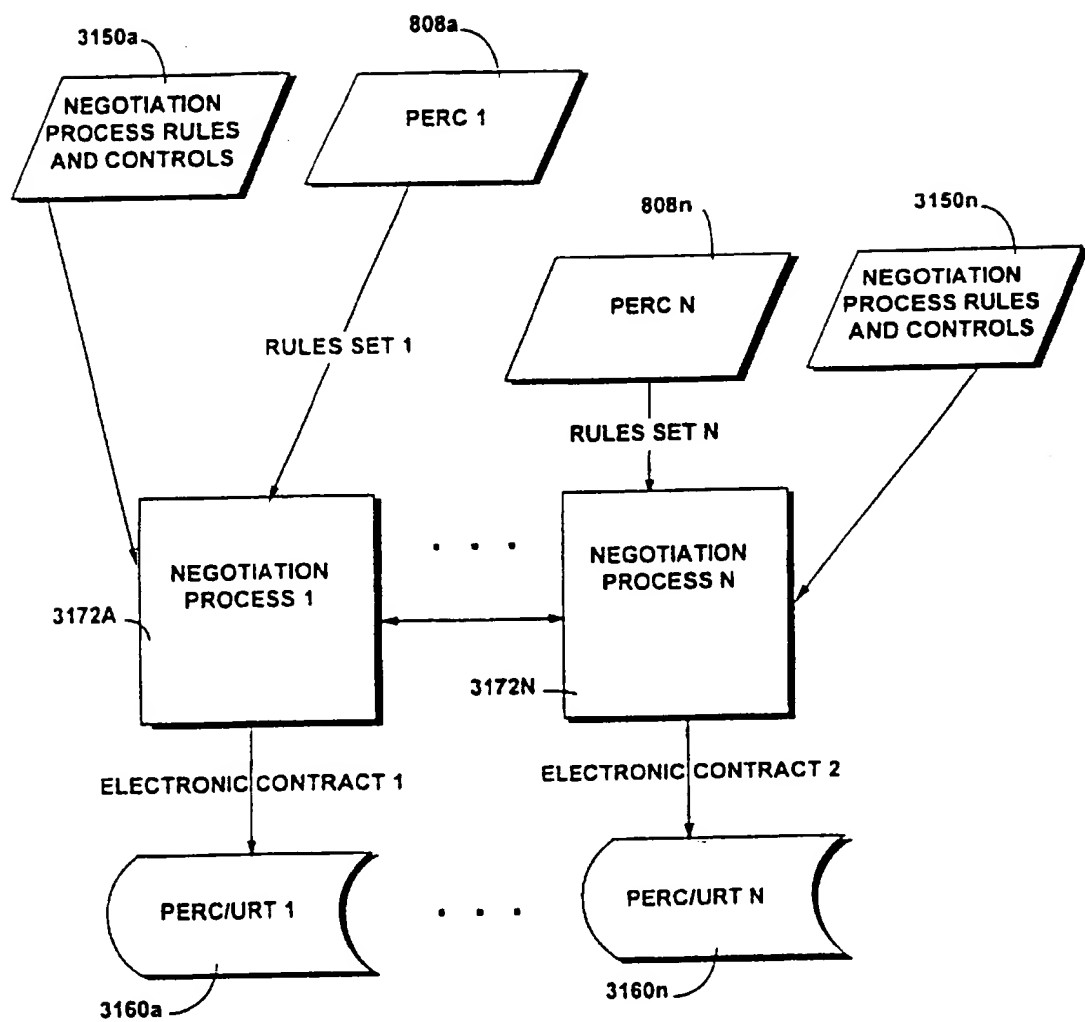 3150a
808a
NEGOTIATION
PROCESS RULES
AND CONTROLS
PERC 1
808n
3150n
PERC N
NEGOTIATION
PROCESS RULES
AND CONTROLS
RULES SET 1
RULES SET N
NEGOTIATION
PROCESS 1
. . .
NEGOTIATION
PROCESS N
3172A
3172N
ELECTRONIC CONTRACT 1
ELECTRONIC CONTRACT 2
PERC/URT 1
. . .
PERC/URT N
3160a
3160n